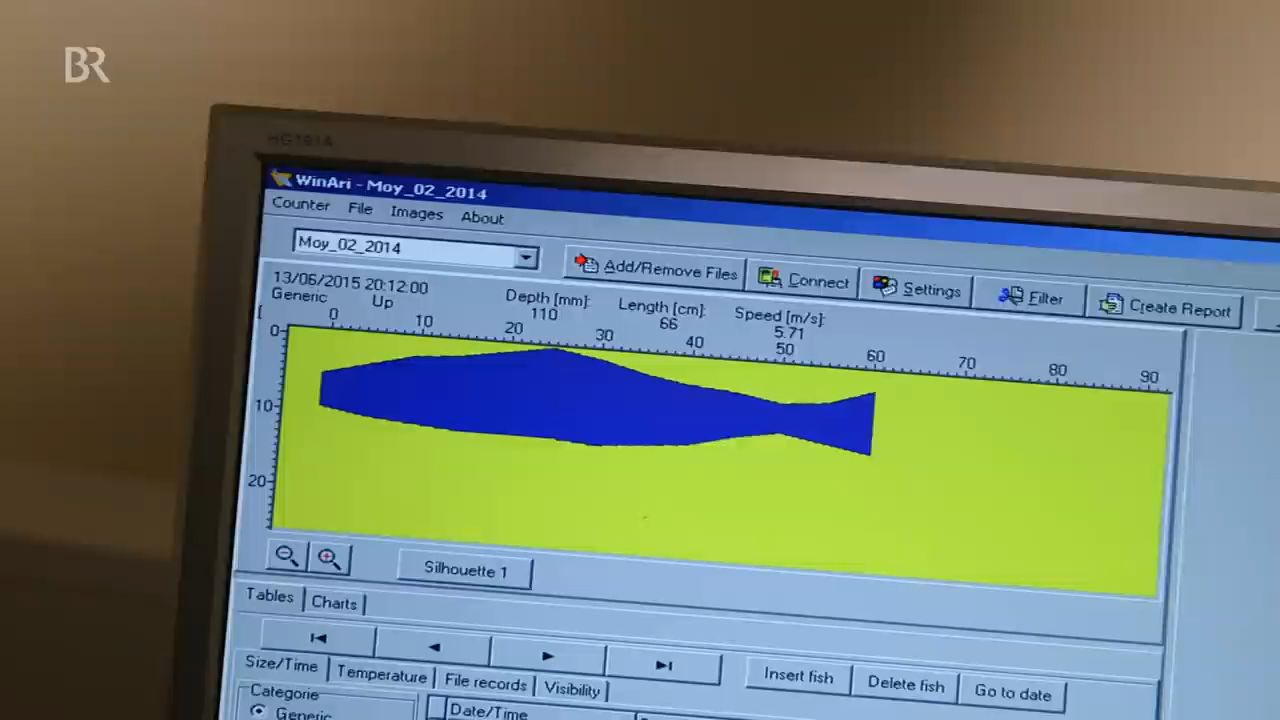 BR
HG191A
WinAri - Moy_02_2014
Counter File Images About
Moy_02_2014
Add/Remove Files Connect Settings Filter Create Report
13/06/2015 20:12:00
Generic Up Depth [mm]: Length [cm]: Speed [m/s]:
110 66 5.71
0 10 20 30 40 50 60 70 80 90
0
10
20
Silhouette 1
Tables Charts
Insert fish Delete fish Go to date
Size/Time Temperature File records Visibility
Categorie
Generic
Date/Time